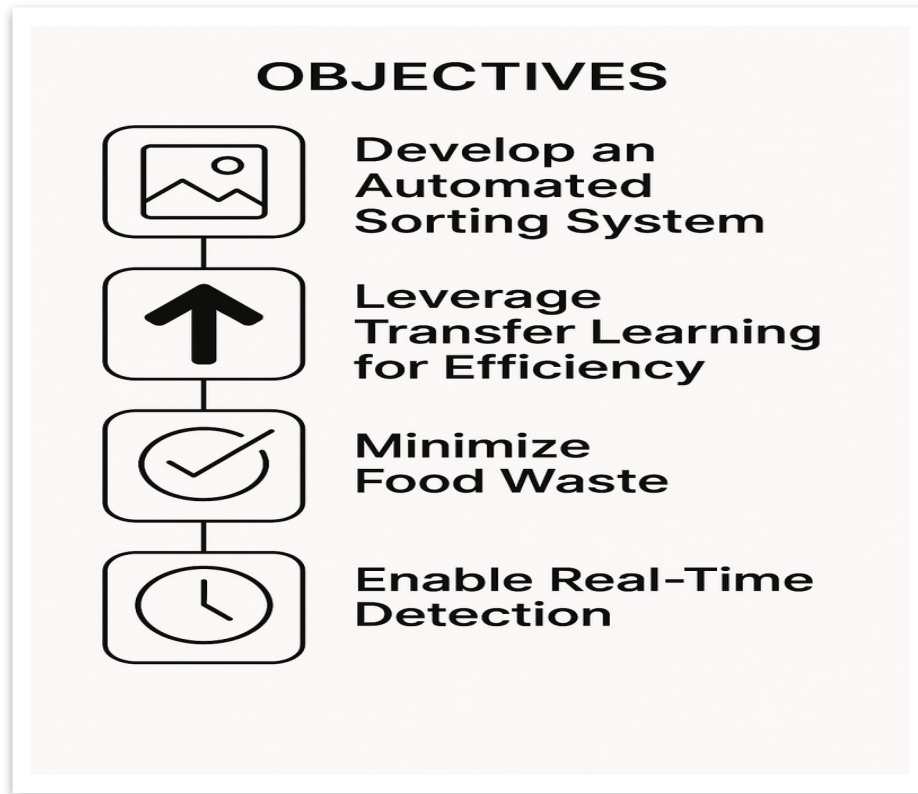 OBJECTIVES
Develop an
Automated
Sorting System
Leverage
Transfer Learning
for Efficiency
Minimize
Food Waste
Enable Real-Time
Detection